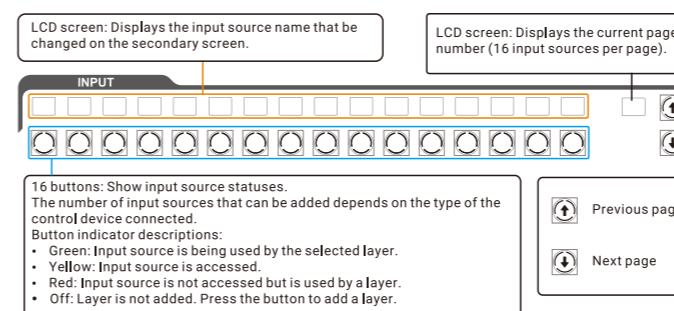 LCD screen: Displays the input source name that be
changed on the secondary screen.
LCD screen: Displays the current page
number (16 input sources per page).
INPUT
16 buttons: Show input source statuses.
The number of input sources that can be added depends on the type of the
control device connected.
Button indicator descriptions:
• Green: Input source is being used by the selected layer.
• Yellow: Input source is accessed.
• Red: Input source is not accessed but is used by a layer.
• Off: Layer is not added. Press the button to add a layer.
Previous pag
Next page